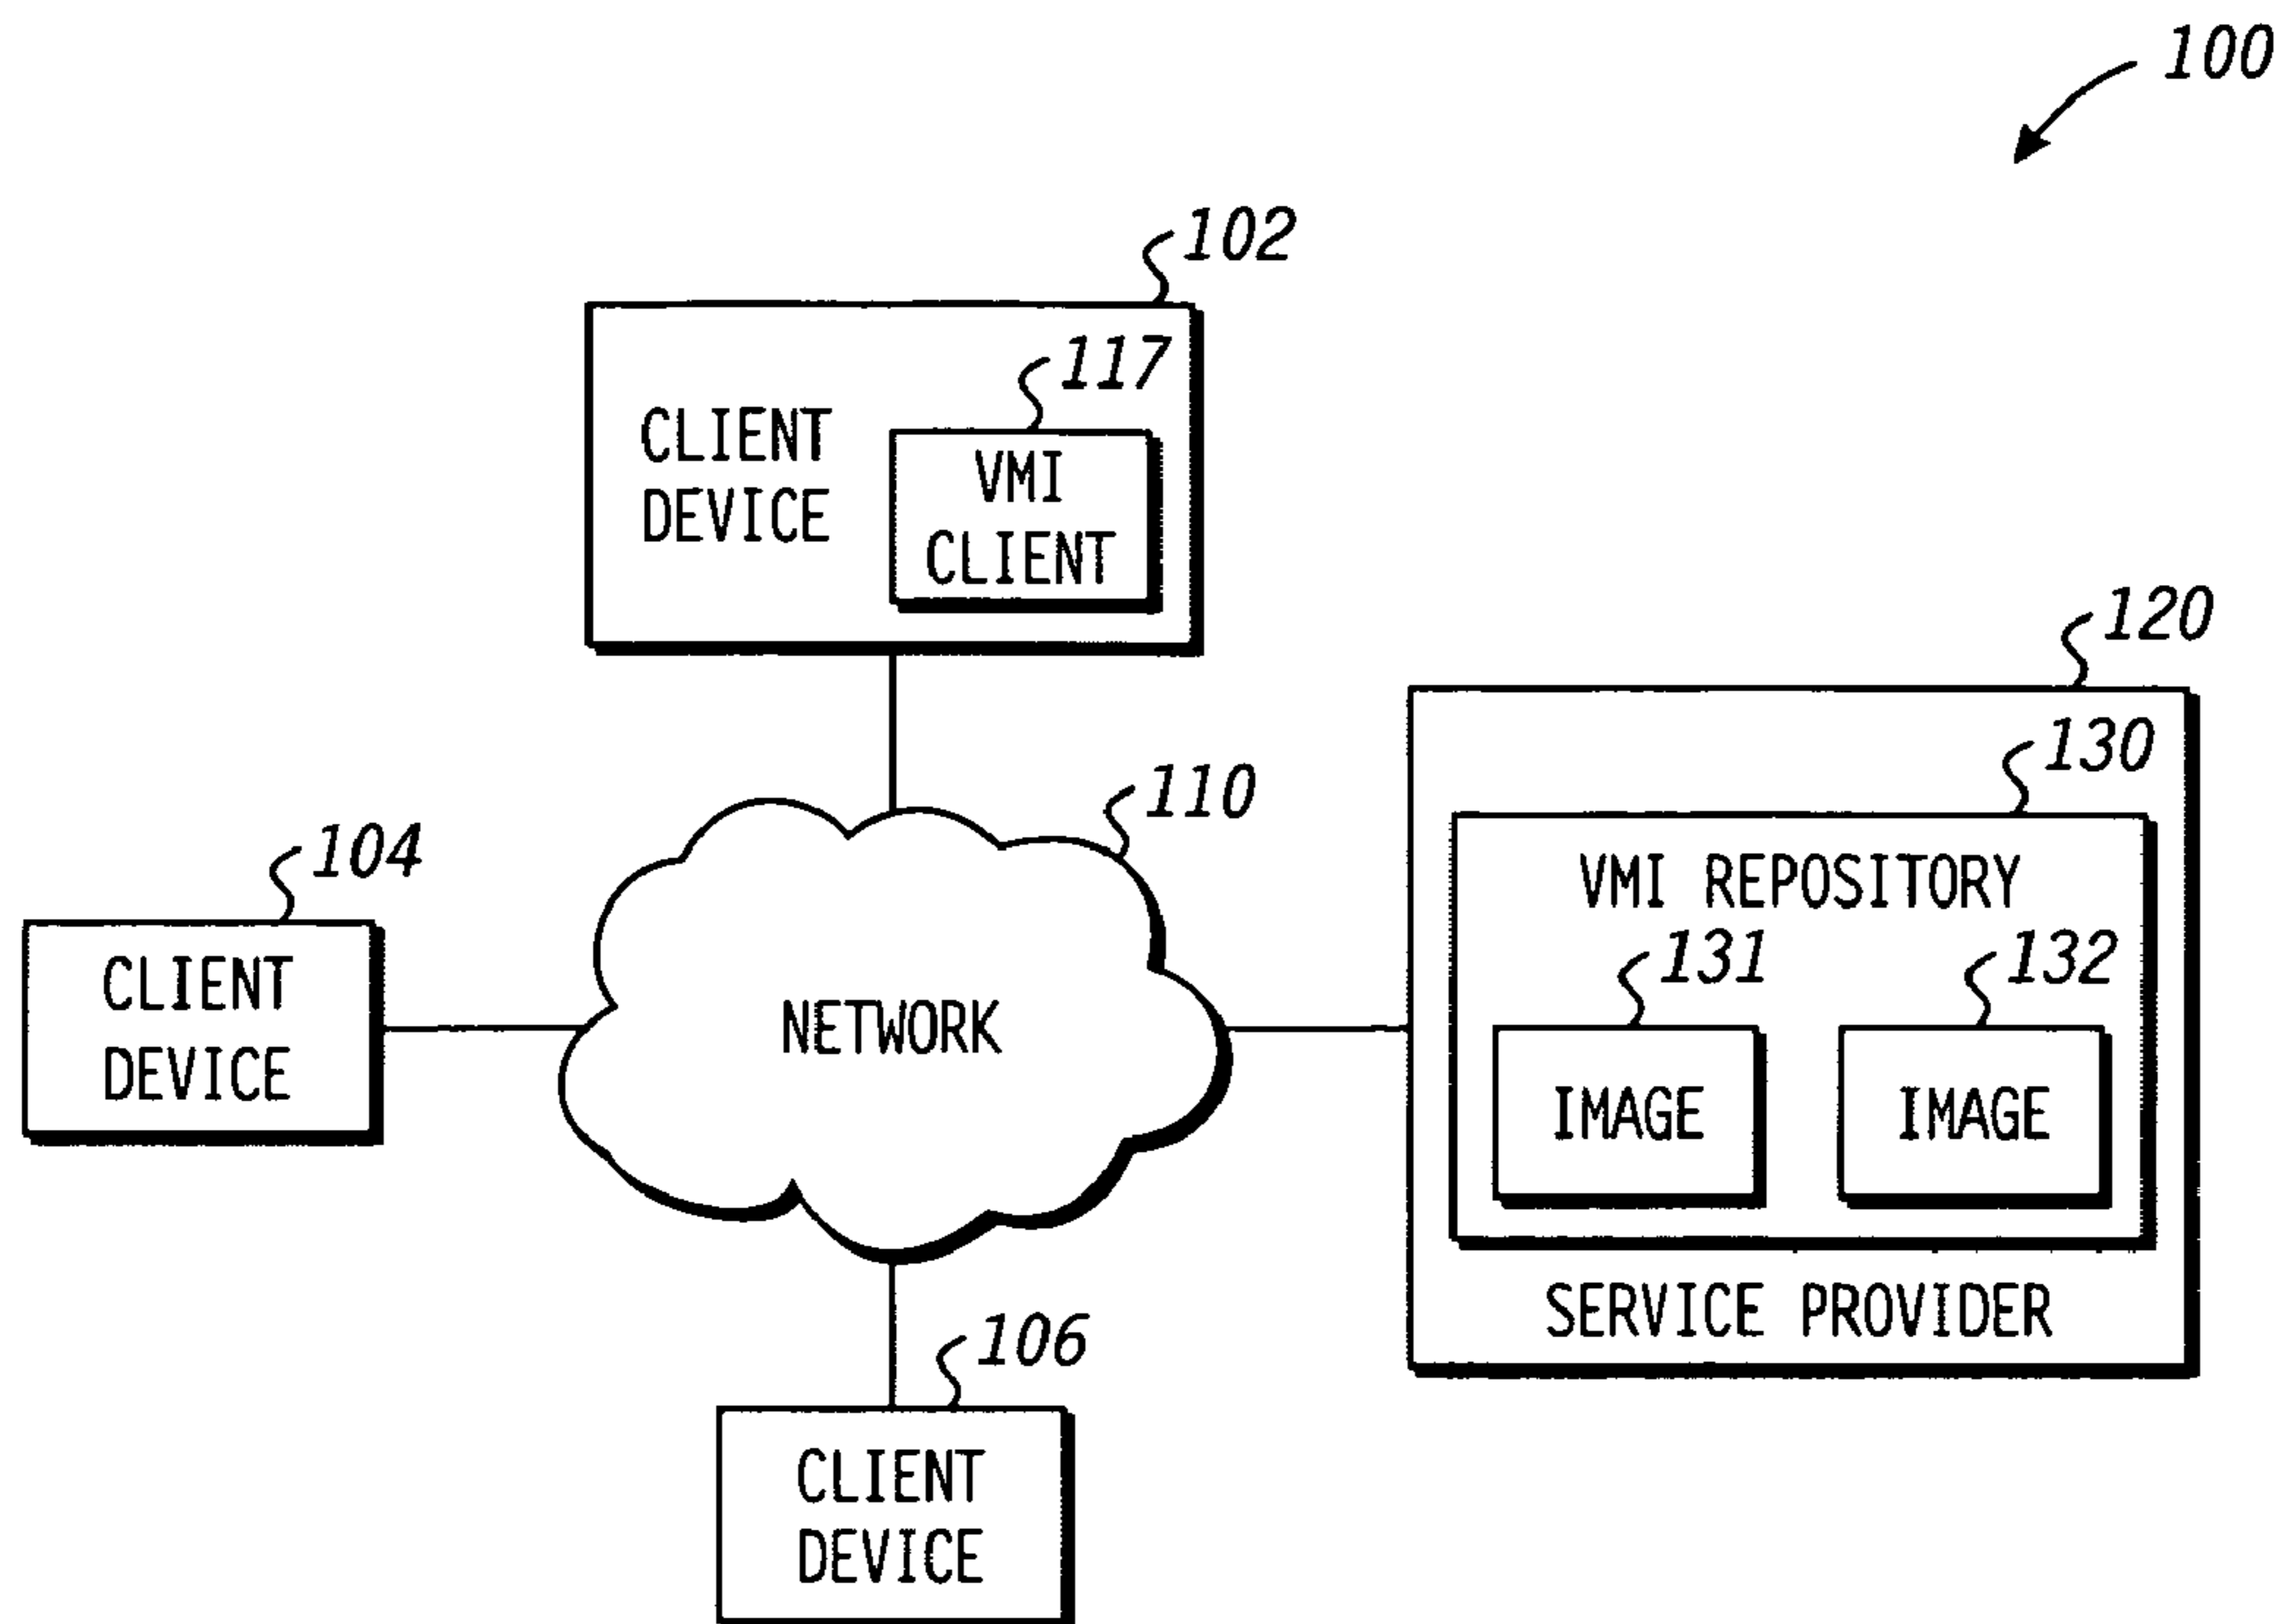 100
102
117
CLIENT
DEVICE
VMI
CLIENT
120
130
110
VMI REPOSITORY
104
131
132
CLIENT
DEVICE
NETWORK
IMAGE
IMAGE
SERVICE PROVIDER
106
CLIENT
DEVICE